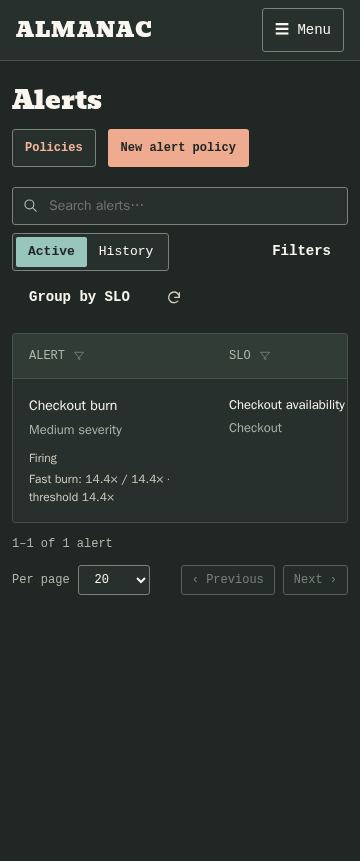 ALMANAC
☰ Menu
Alerts
Policies
New alert policy
Search alerts···
Active
History
Filters
Group by SLO
ALERT
SLO
Checkout burn
Checkout availability
Medium severity
Checkout
Firing
Fast burn: 14.4× / 14.4× ·
threshold 14.4×
1–1 of 1 alert
Per page
20
‹ Previous
Next ›